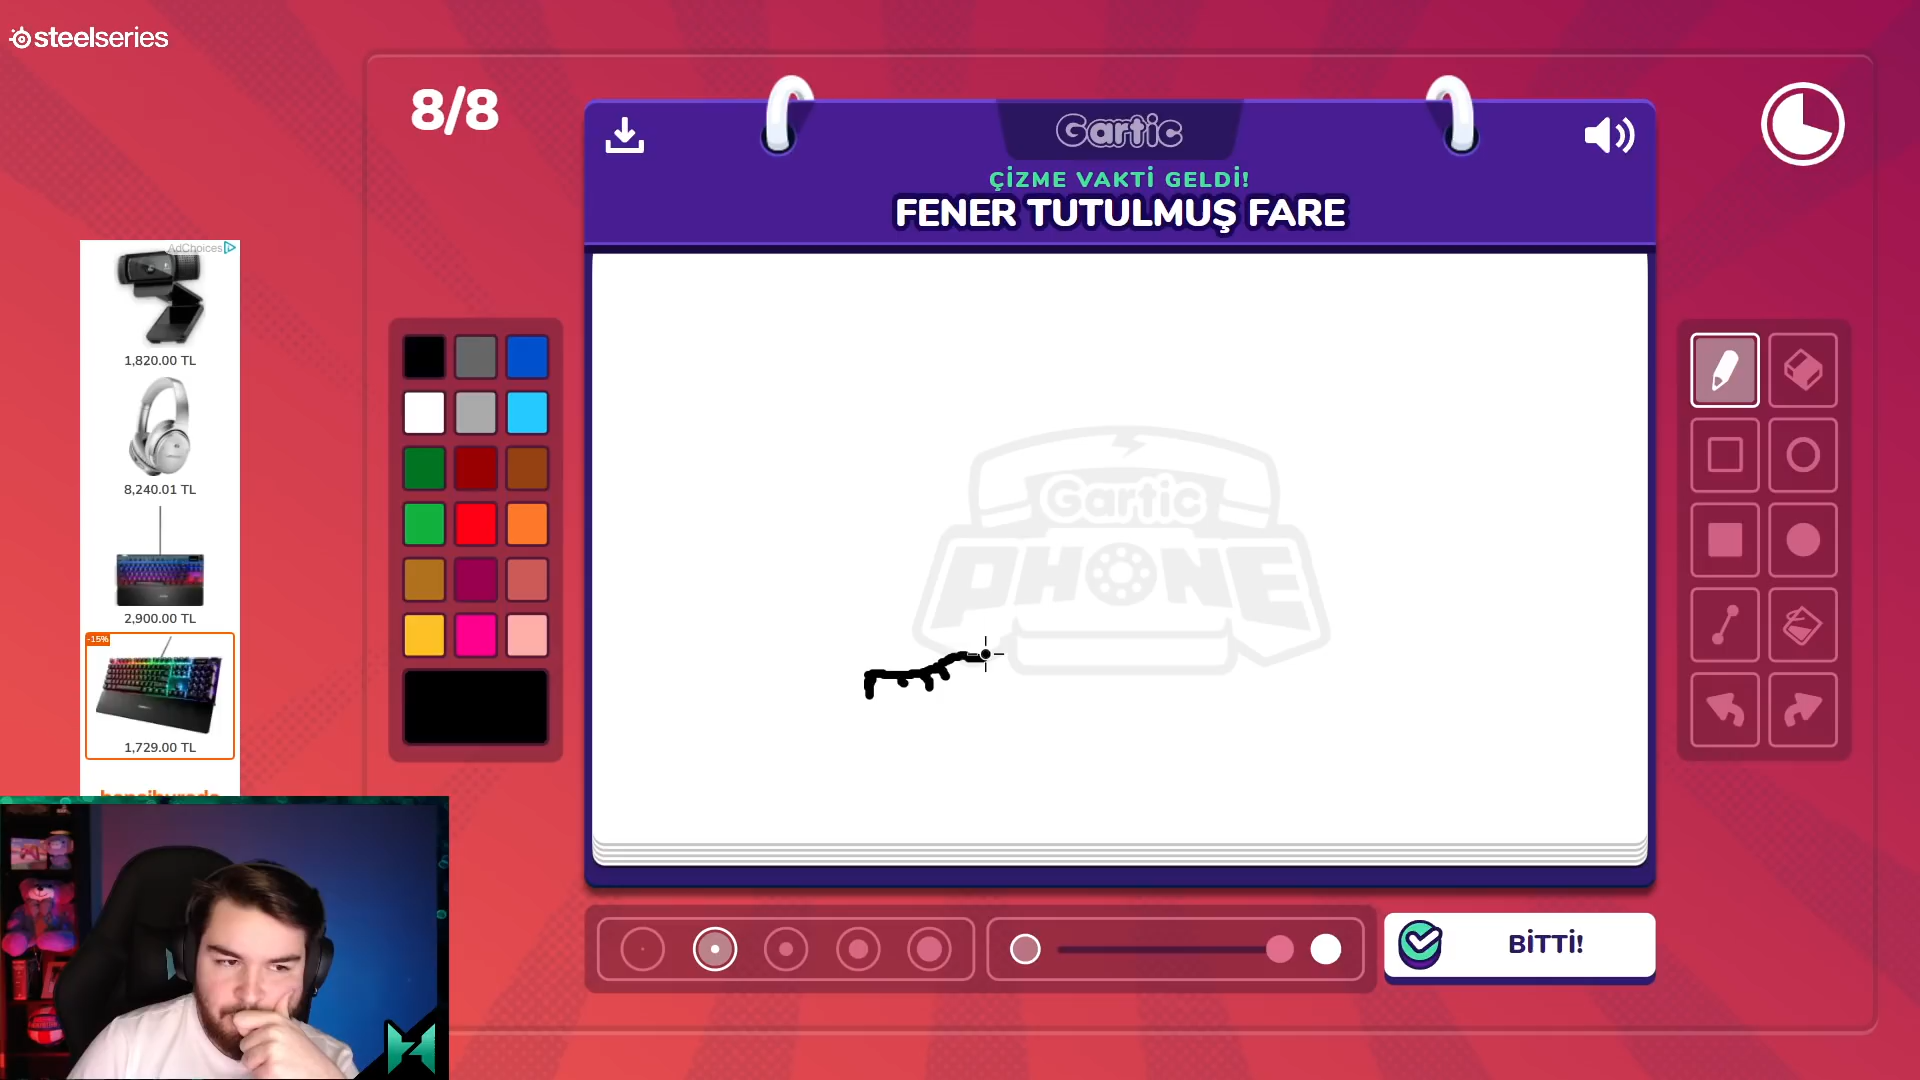 steelseries
8/8
Gartic
ÇİZME VAKTİ GELDİ!
FENER TUTULMUŞ FARE
AdChoices
1,820.00 TL
8,240.01 TL
2,900.00 TL
-15%
1,729.00 TL
Gartic
PHONE
BİTTİ!